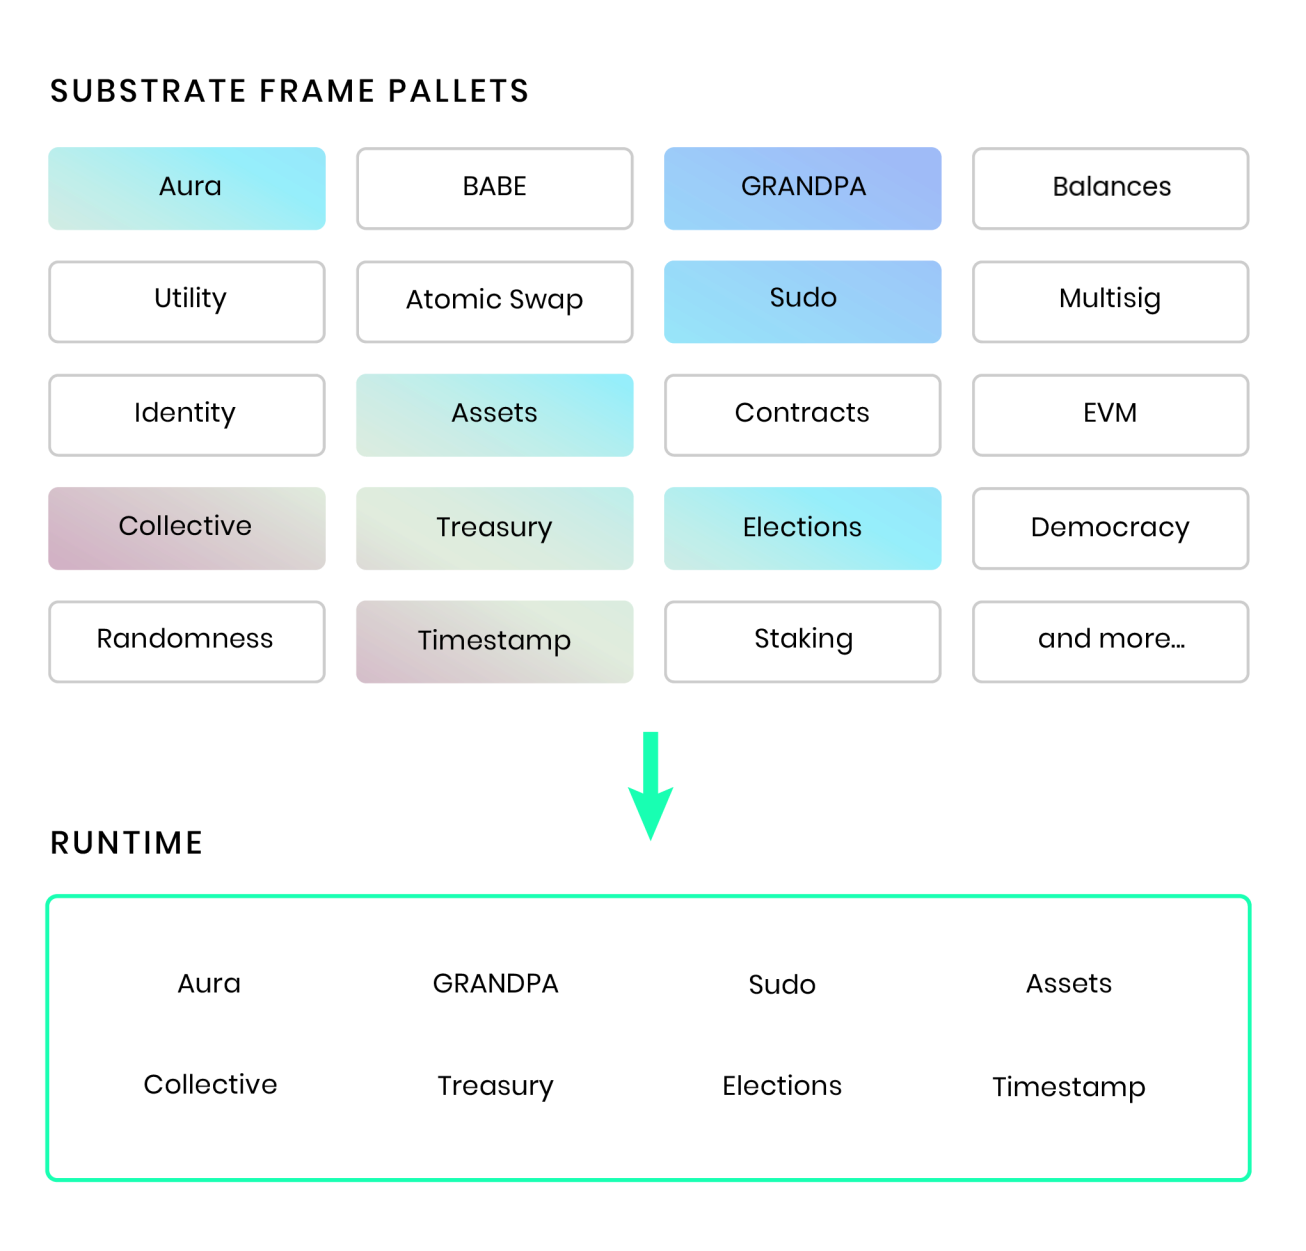 SUBSTRATE FRAME PALLETS
Aura BABE GRANDPA Balances
Utility Atomic Swap Sudo Multisig
Identity Assets Contracts EVM
Collective Treasury Elections Democracy
Randomness Timestamp Staking and more...
RUNTIME
Aura GRANDPA Sudo Assets
Collective Treasury Elections Timestamp